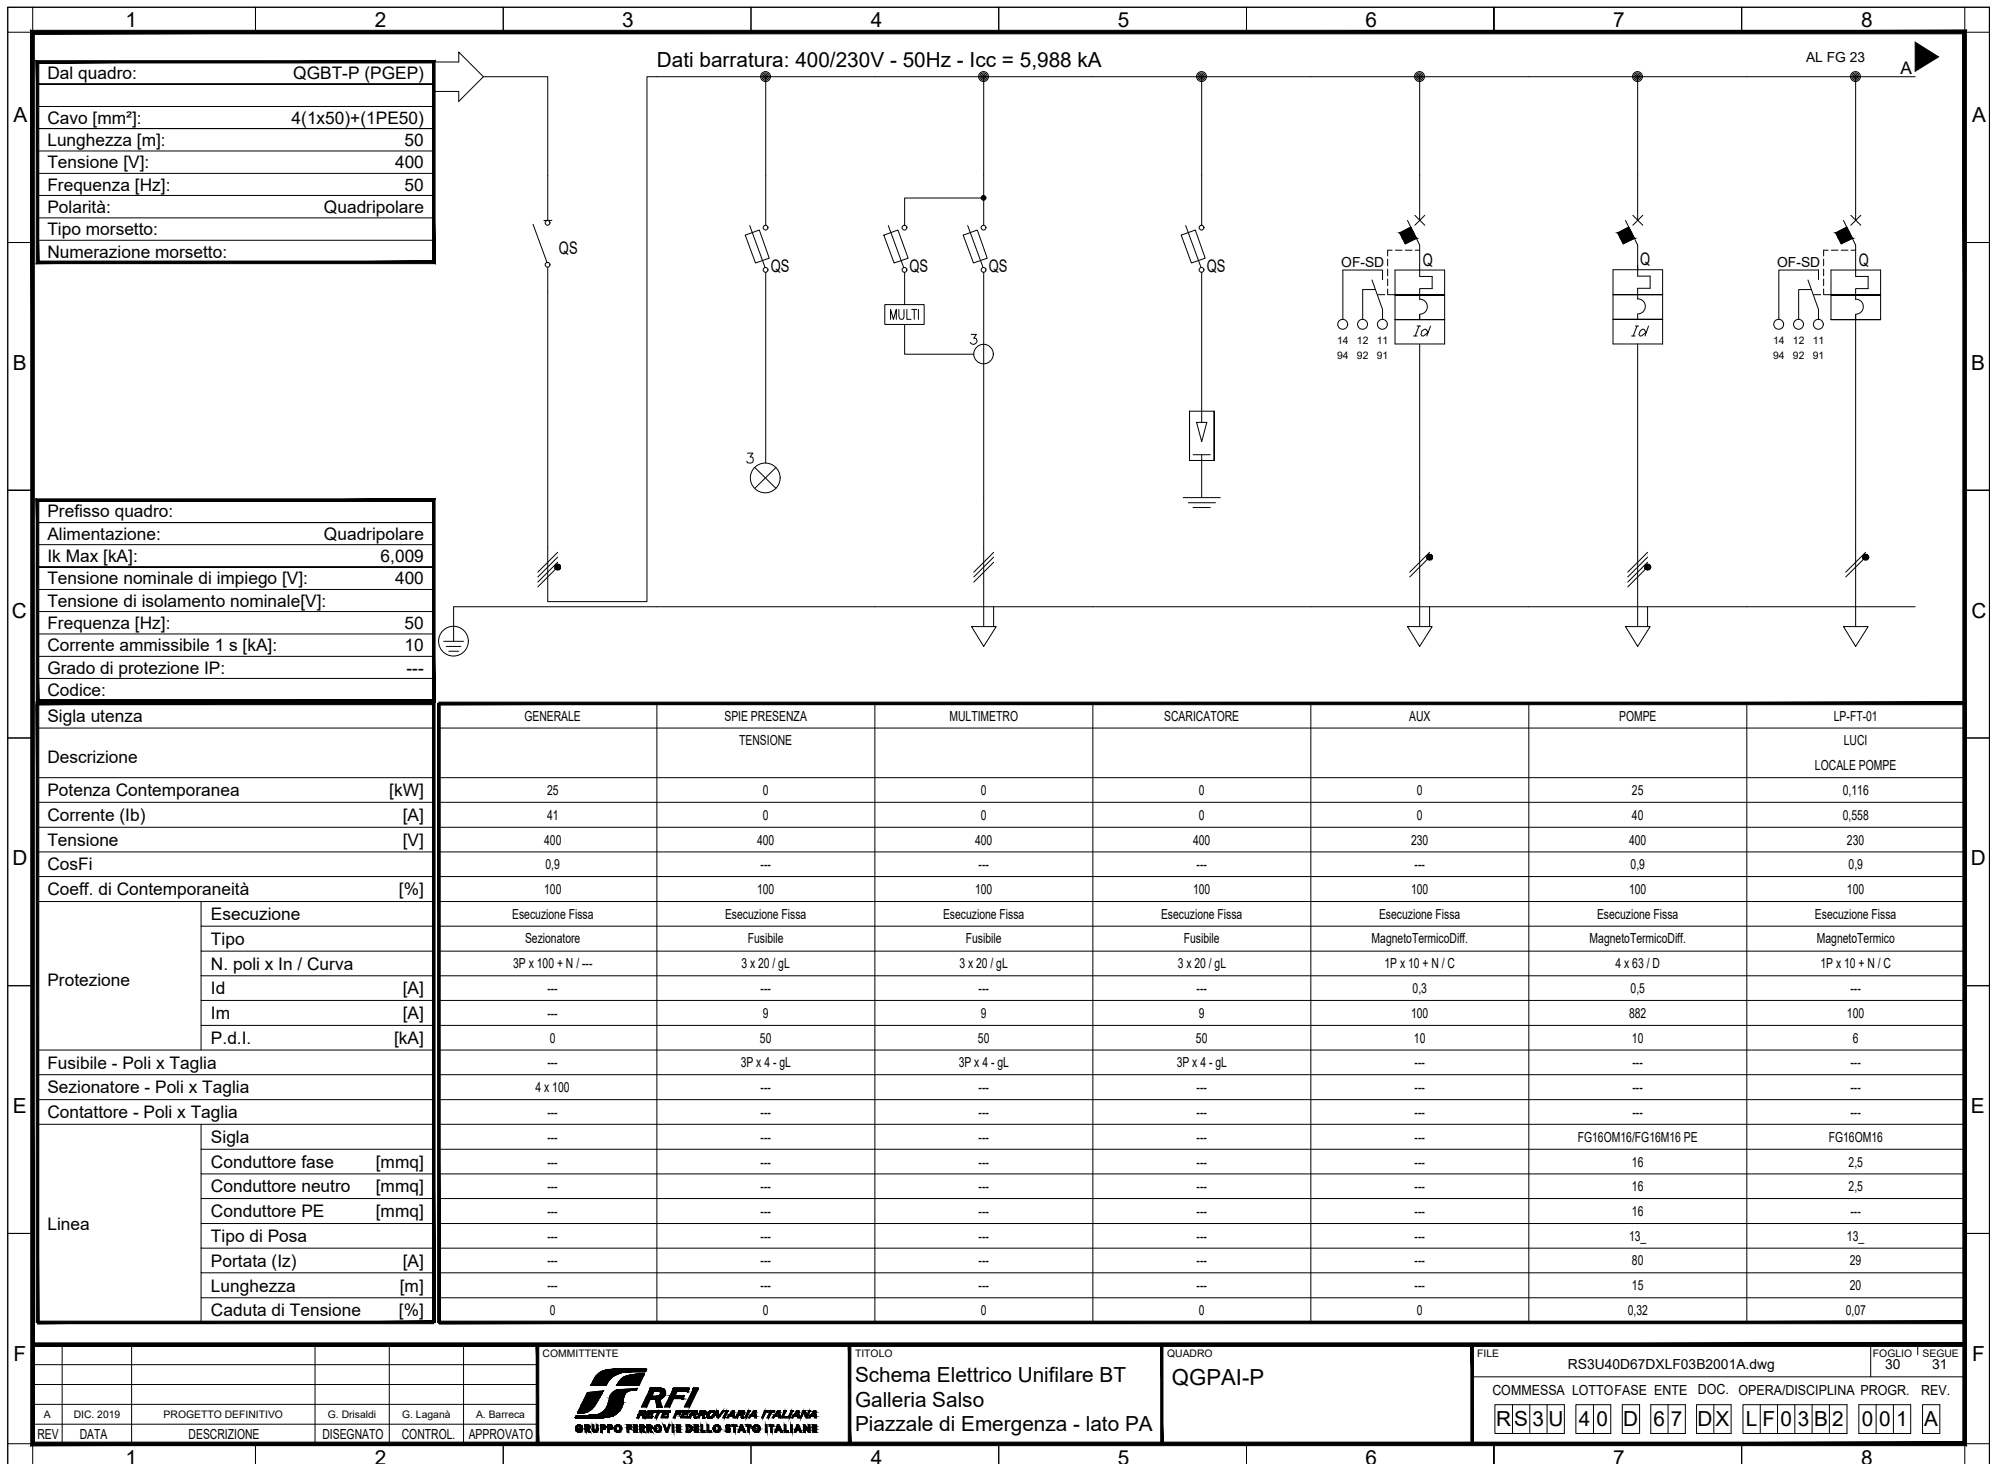 1 2 3 4 5 6 7 8
Dati barratura: 400/230V - 50Hz - Icc = 5,988 kA
AL FG 23
A
Dal quadro: QGBT-P (PGEP)
Cavo [mm²]: 4(1x50)+(1PE50)
Lunghezza [m]: 50
Tensione [V]: 400
Frequenza [Hz]: 50
Polarità: Quadripolare
Tipo morsetto:
Numerazione morsetto:
A A
QS QS QS QS QS
OF-SD Q Q OF-SD Q
MULTI
Id Id
14 12 11 14 12 11
94 92 91 94 92 91
3
B B
3
Prefisso quadro:
Alimentazione: Quadripolare
Ik Max [kA]: 6,009
Tensione nominale di impiego [V]: 400
Tensione di isolamento nominale[V]:
Frequenza [Hz]: 50
Corrente ammissibile 1 s [kA]: 10
Grado di protezione IP: ---
Codice:
C C
Sigla utenza GENERALE SPIE PRESENZA MULTIMETRO SCARICATORE AUX POMPE LP-FT-01
Descrizione TENSIONE LUCI
LOCALE POMPE
Potenza Contemporanea [kW] 25 0 0 0 0 25 0,116
Corrente (Ib) [A] 41 0 0 0 0 40 0,558
Tensione [V] 400 400 400 400 230 400 230
CosFi 0,9 --- --- --- --- 0,9 0,9
Coeff. di Contemporaneità [%] 100 100 100 100 100 100 100
D D
Protezione
Esecuzione Esecuzione Fissa Esecuzione Fissa Esecuzione Fissa Esecuzione Fissa Esecuzione Fissa Esecuzione Fissa Esecuzione Fissa
Tipo Sezionatore Fusibile Fusibile Fusibile MagnetoTermicoDiff. MagnetoTermicoDiff. MagnetoTermico
N. poli x In / Curva 3P x 100 + N / --- 3 x 20 / gL 3 x 20 / gL 3 x 20 / gL 1P x 10 + N / C 4 x 63 / D 1P x 10 + N / C
Id [A] --- --- --- --- 0,3 0,5 ---
Im [A] --- 9 9 9 100 882 100
P.d.I. [kA] 0 50 50 50 10 10 6
Fusibile - Poli x Taglia --- 3P x 4 - gL 3P x 4 - gL 3P x 4 - gL --- --- ---
Sezionatore - Poli x Taglia 4 x 100 --- --- --- --- --- ---
Contattore - Poli x Taglia --- --- --- --- --- --- ---
E E
Linea
Sigla --- --- --- --- --- FG16OM16/FG16M16 PE FG16OM16
Conduttore fase [mmq] --- --- --- --- --- 16 2,5
Conduttore neutro [mmq] --- --- --- --- --- 16 2,5
Conduttore PE [mmq] --- --- --- --- --- 16 ---
Tipo di Posa --- --- --- --- --- 13_ 13_
Portata (Iz) [A] --- --- --- --- --- 80 29
Lunghezza [m] --- --- --- --- --- 15 20
Caduta di Tensione [%] 0 0 0 0 0 0,32 0,07
F F
A DIC. 2019 PROGETTO DEFINITIVO G. Drisaldi G. Laganà A. Barreca
REV DATA DESCRIZIONE DISEGNATO CONTROL. APPROVATO
COMMITTENTE
RFI
RETE FERROVIARIA ITALIANA
GRUPPO FERROVIE DELLO STATO ITALIANE
TITOLO
Schema Elettrico Unifilare BT
Galleria Salso
Piazzale di Emergenza - lato PA
QUADRO
QGPAI-P
FILE
RS3U40D67DXLF03B2001A.dwg
FOGLIO SEGUE
30 31
COMMESSA LOTTO FASE ENTE DOC. OPERA/DISCIPLINA PROGR. REV.
RS3U 40 D 67 DX LF03B2 001 A
1 2 3 4 5 6 7 8